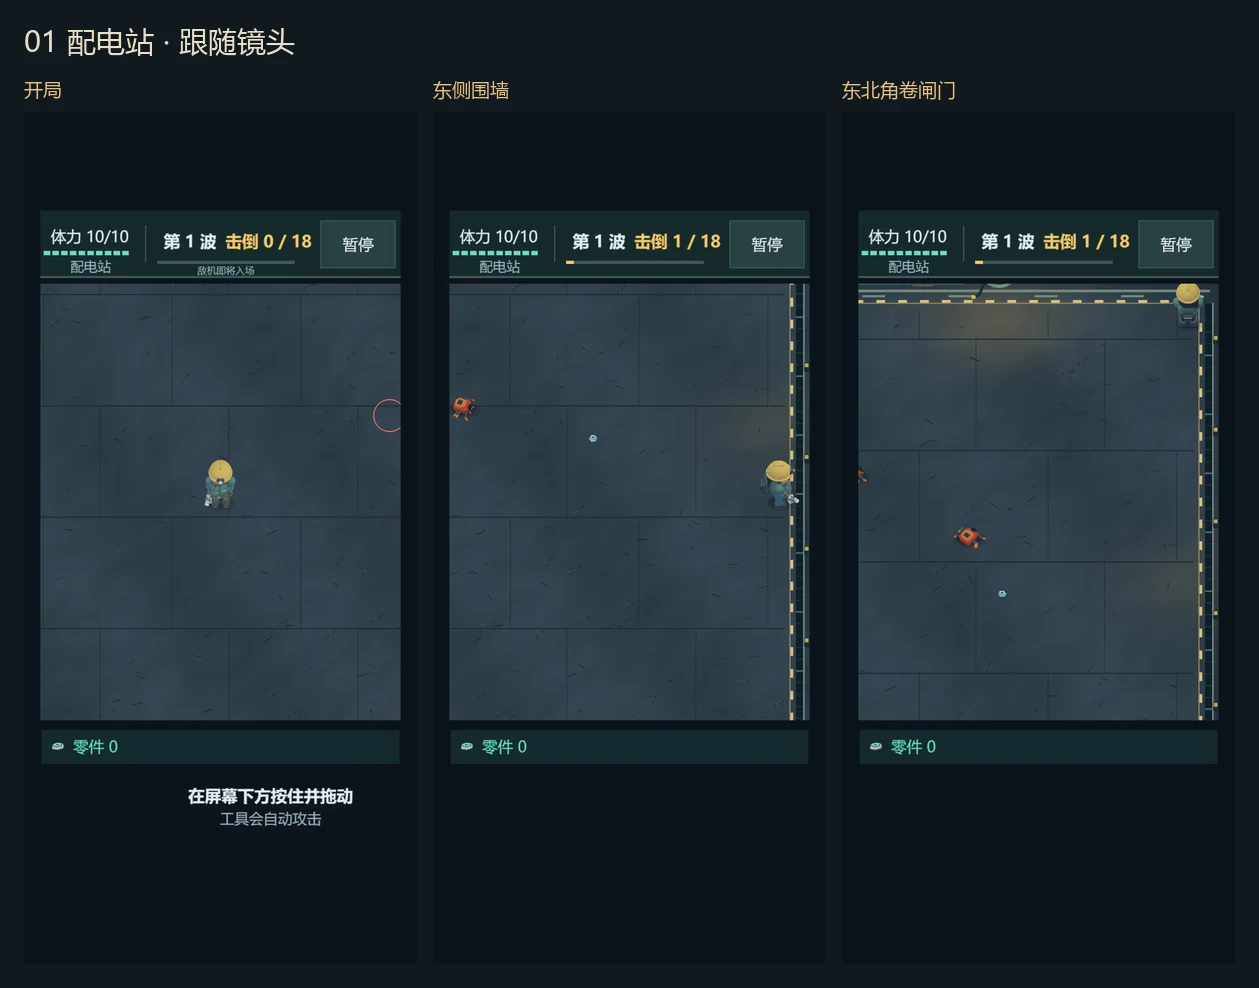 01 配电站 · 跟随镜头
开局
东侧围墙
东北角卷闸门
体力 10/10
配电站
第 1 波 击倒 0 / 18
敌机即将入场
暂停
体力 10/10
配电站
第 1 波 击倒 1 / 18
暂停
体力 10/10
配电站
第 1 波 击倒 1 / 18
暂停
零件 0
零件 0
零件 0
在屏幕下方按住并拖动
工具会自动攻击